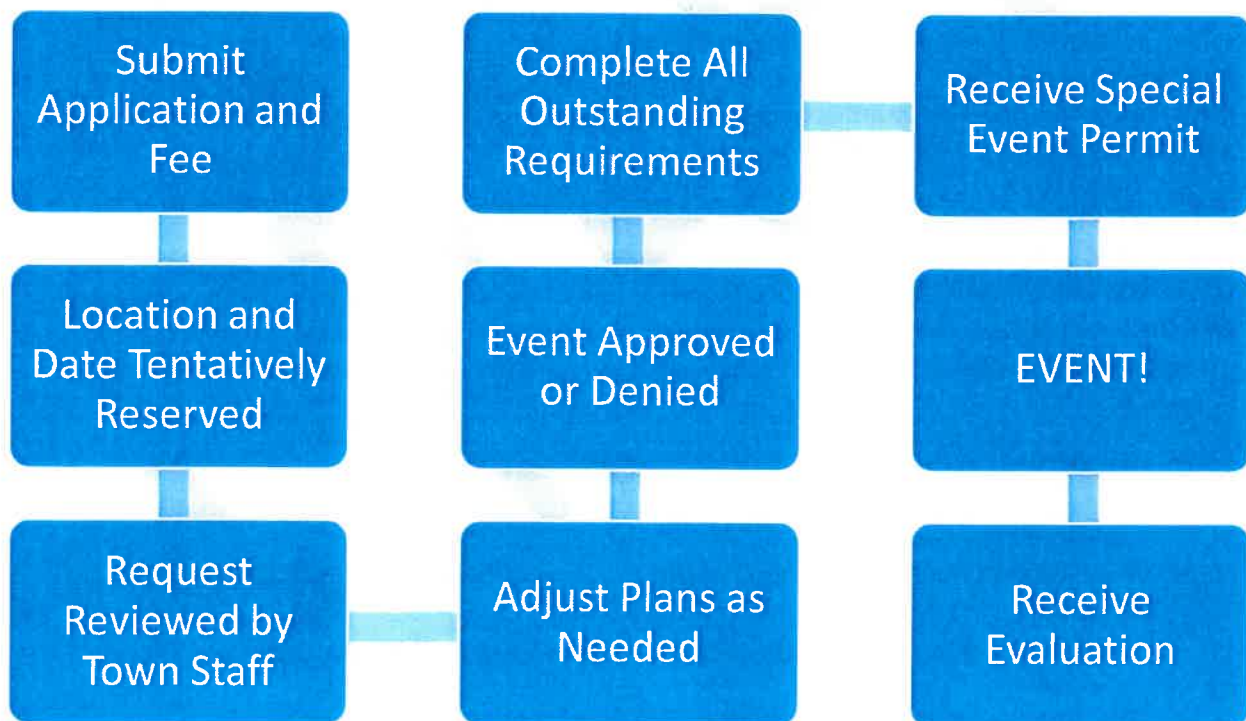 Submit
Application and
Fee
Location and
Date Tentatively
Reserved
Request
Reviewed by
Town Staff
Adjust Plans as
Needed
Event Approved
or Denied
Complete All
Outstanding
Requirements
Receive Special
Event Permit
EVENT!
Receive
Evaluation